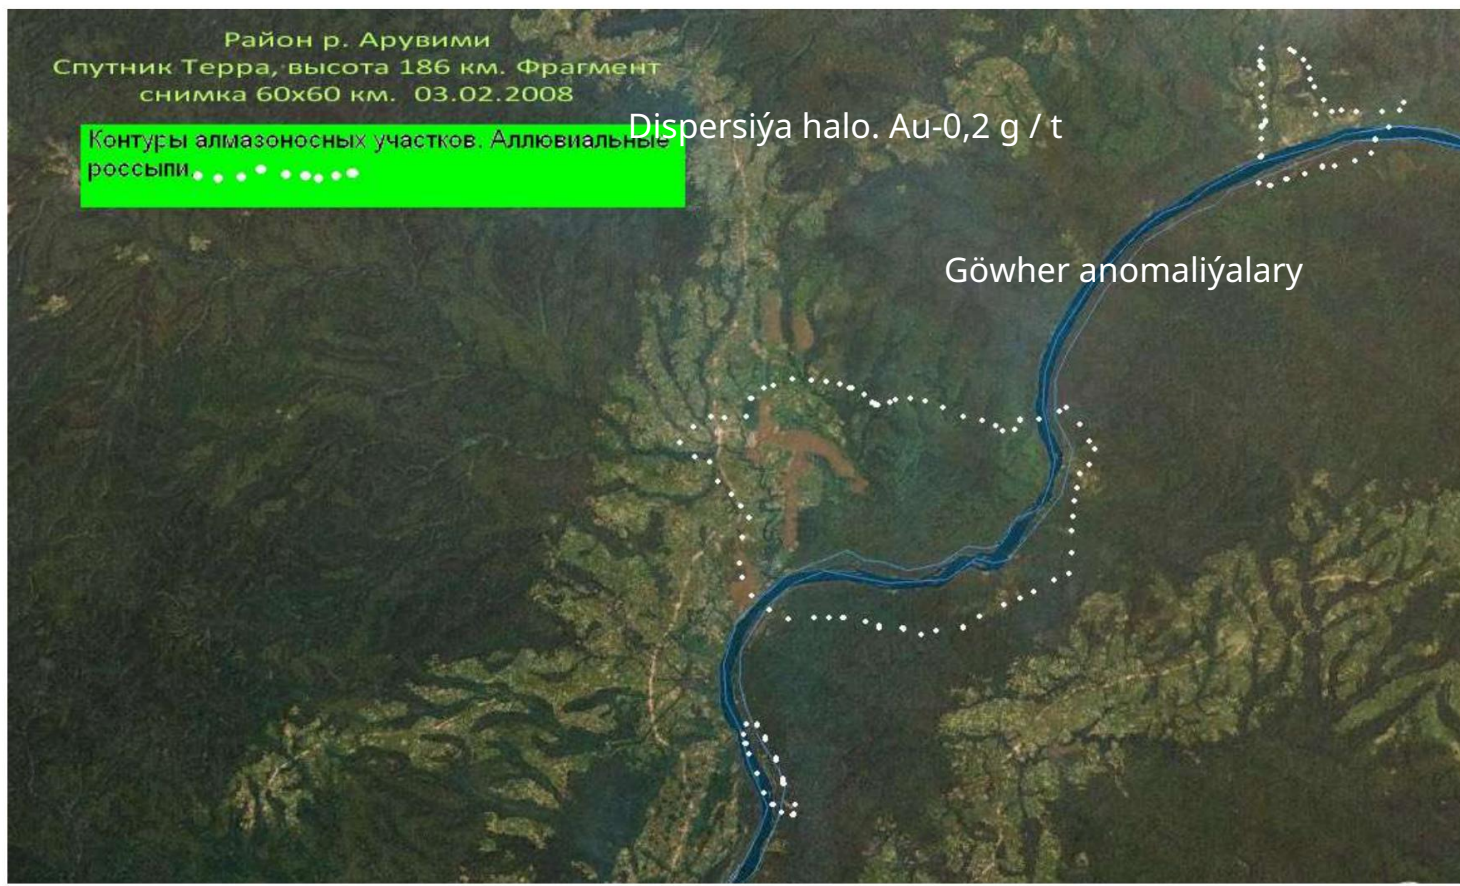 Район р. Арувими
Спутник Терра, высота 186 км. Фрагмент
снимка 60х60 км. 03.02.2008
Dispersiýa halo. Au-0,2 g / t
Контуры алмазоносных участков. Аллювиальные
россыпи.
Göwher anomaliýalary